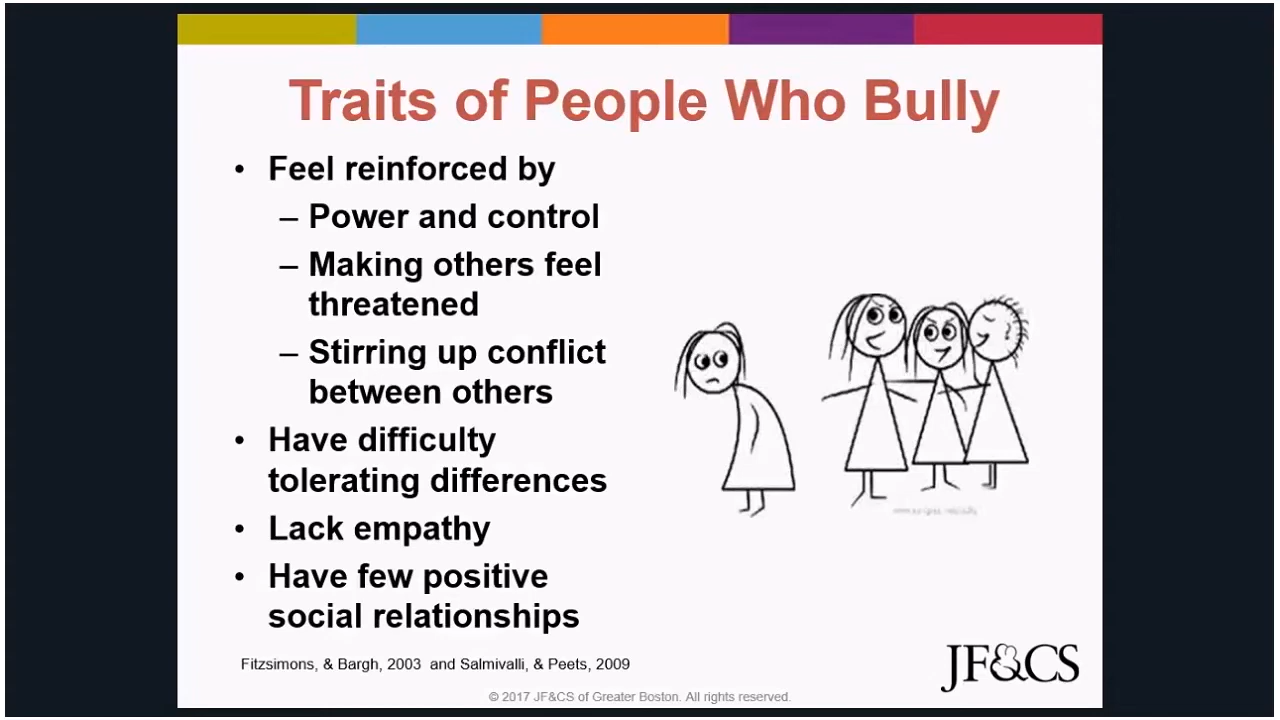 Traits of People Who Bully
• Feel reinforced by
– Power and control
– Making others feel
threatened
– Stirring up conflict
between others
• Have difficulty
tolerating differences
• Lack empathy
• Have few positive
social relationships
Fitzsimons, & Bargh, 2003 and Salmivalli, & Peets, 2009
JF&CS
© 2017 JF&CS of Greater Boston. All rights reserved.